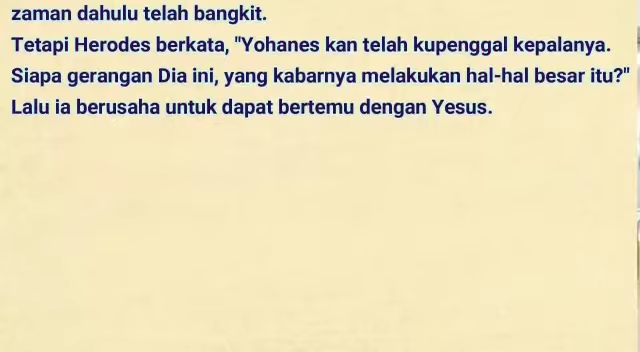 zaman dahulu telah bangkit.
Tetapi Herodes berkata, "Yohanes kan telah kupenggal kepalanya.
Siapa gerangan Dia ini, yang kabarnya melakukan hal-hal besar itu?"
Lalu ia berusaha untuk dapat bertemu dengan Yesus.